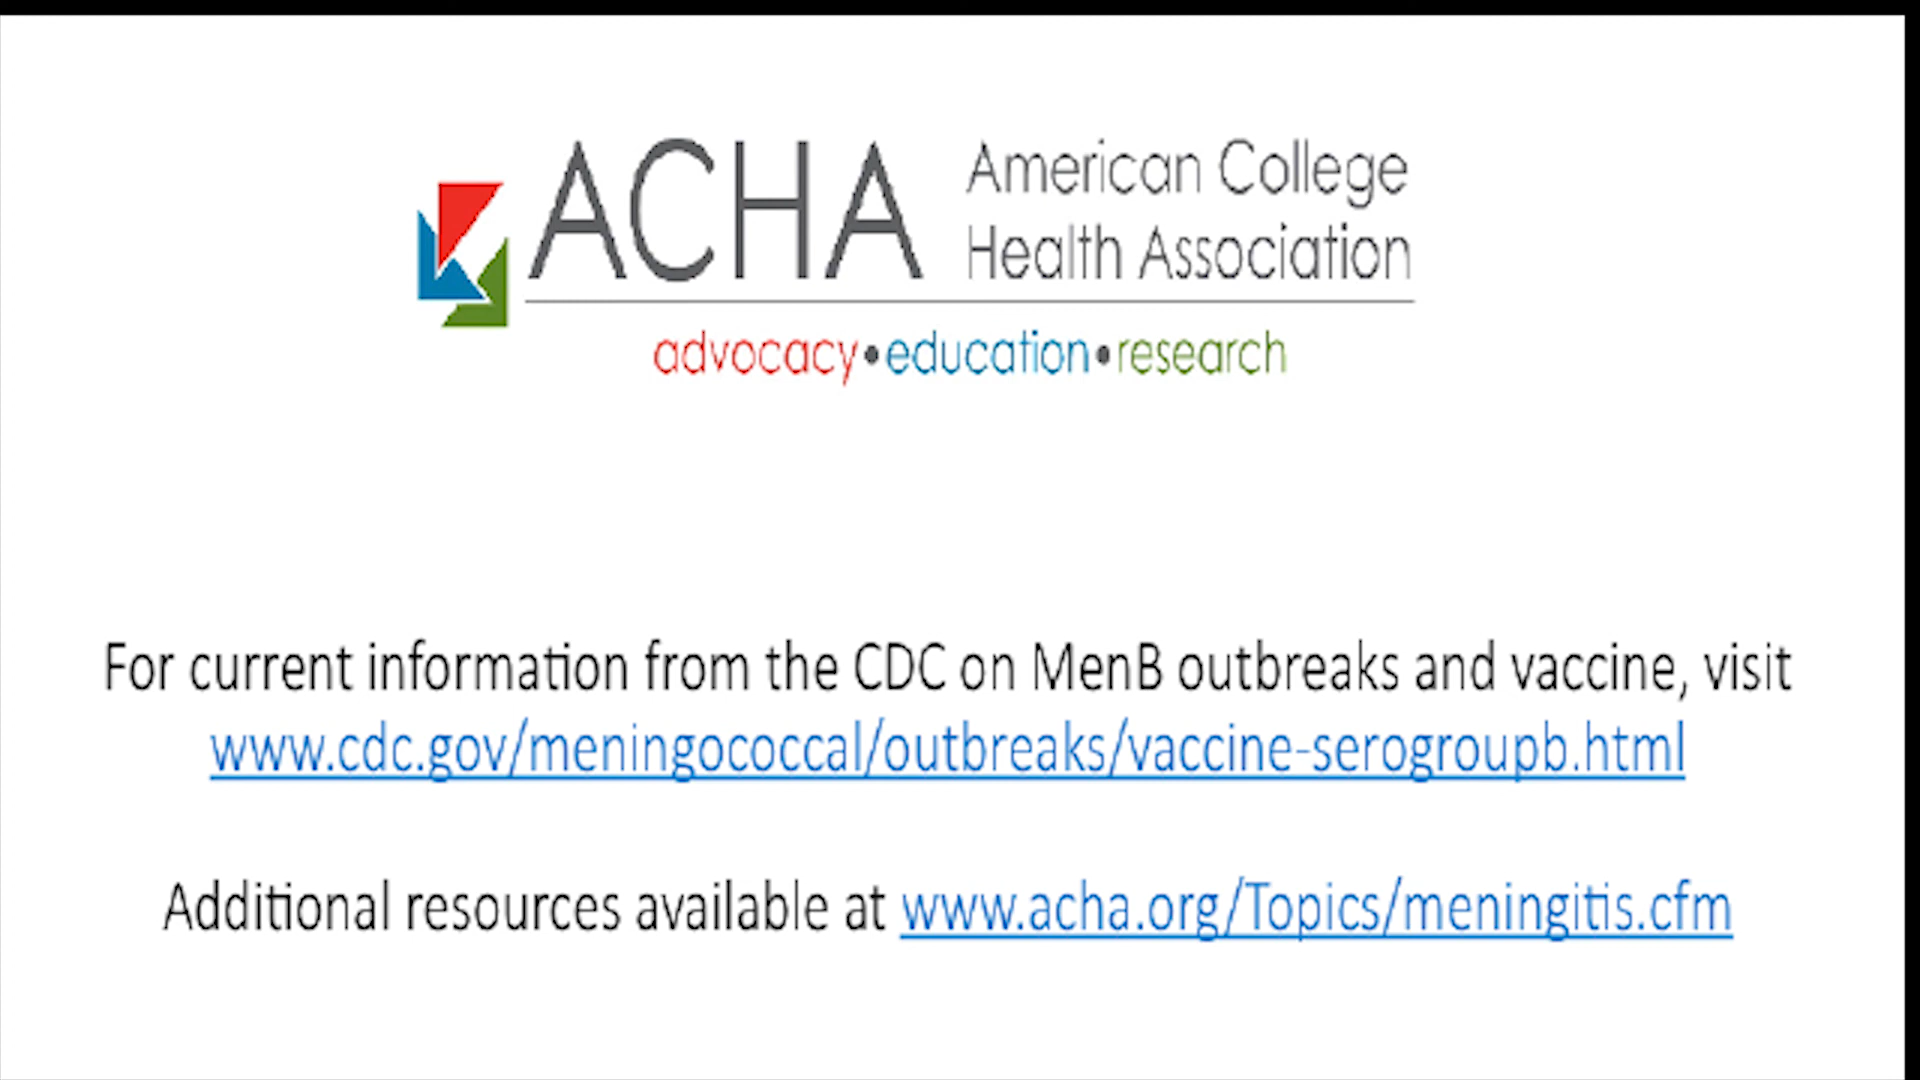 ACHA American College
Health Association
advocacy•education•research
For current information from the CDC on MenB outbreaks and vaccine, visit
www.cdc.gov/meningococcal/outbreaks/vaccine-serogroupb.html
Additional resources available at www.acha.org/Topics/meningitis.cfm